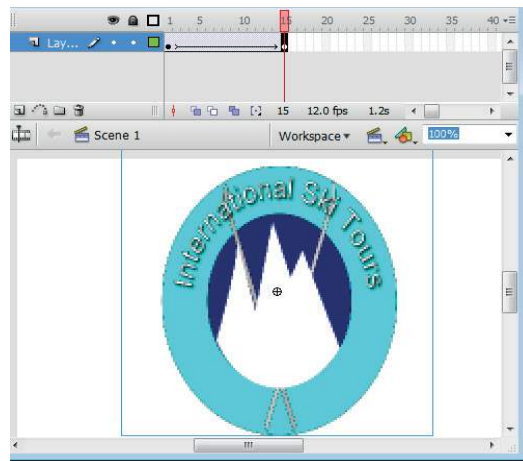 1 5 10 15 20 25 30 35 40
Lay...
15 12.0 fps 1.2s
Scene 1 Workspace 100%
International Ski Tours